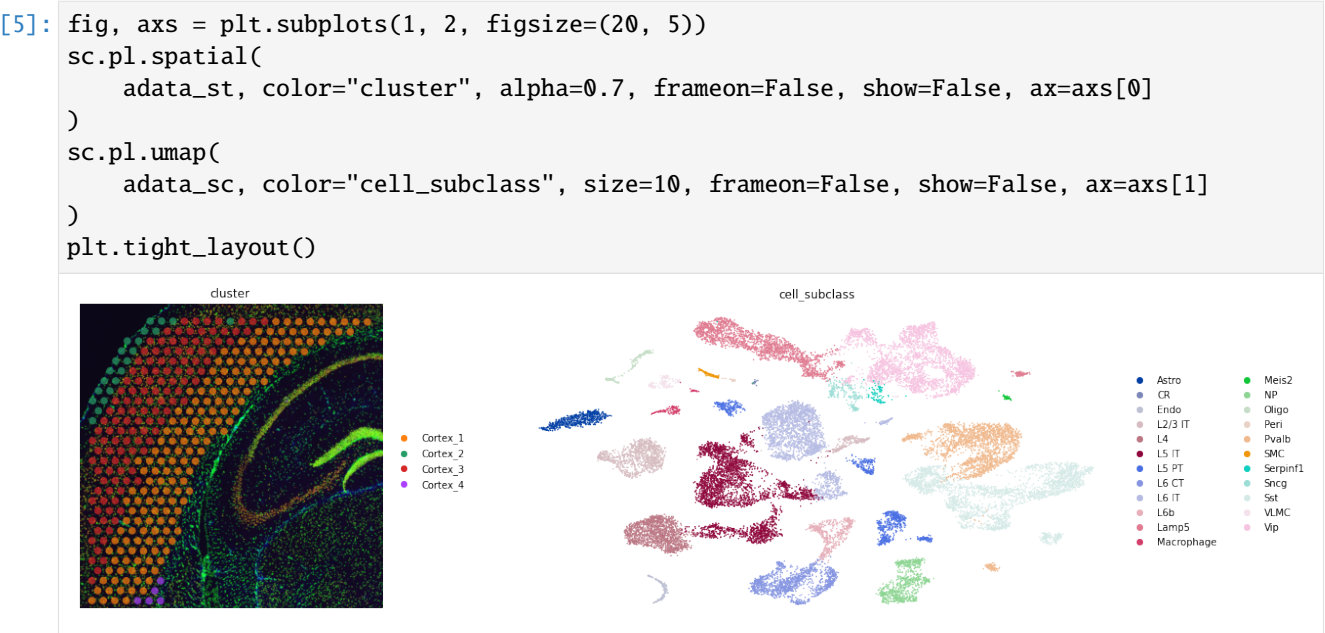 [5]: fig, axs = plt.subplots(1, 2, figsize=(20, 5))
sc.pl.spatial(
    adata_st, color="cluster", alpha=0.7, frameon=False, show=False, ax=axs[0]
)
sc.pl.umap(
    adata_sc, color="cell_subclass", size=10, frameon=False, show=False, ax=axs[1]
)
plt.tight_layout()
cluster
Cortex_1
Cortex_2
Cortex_3
Cortex_4
cell_subclass
Astro
CR
Endo
L2/3 IT
L4
L5 IT
L5 PT
L6 CT
L6 IT
L6b
Lamp5
Macrophage
Meis2
NP
Oligo
Peri
Pvalb
SMC
Serpinf1
Sncg
Sst
VLMC
Vip